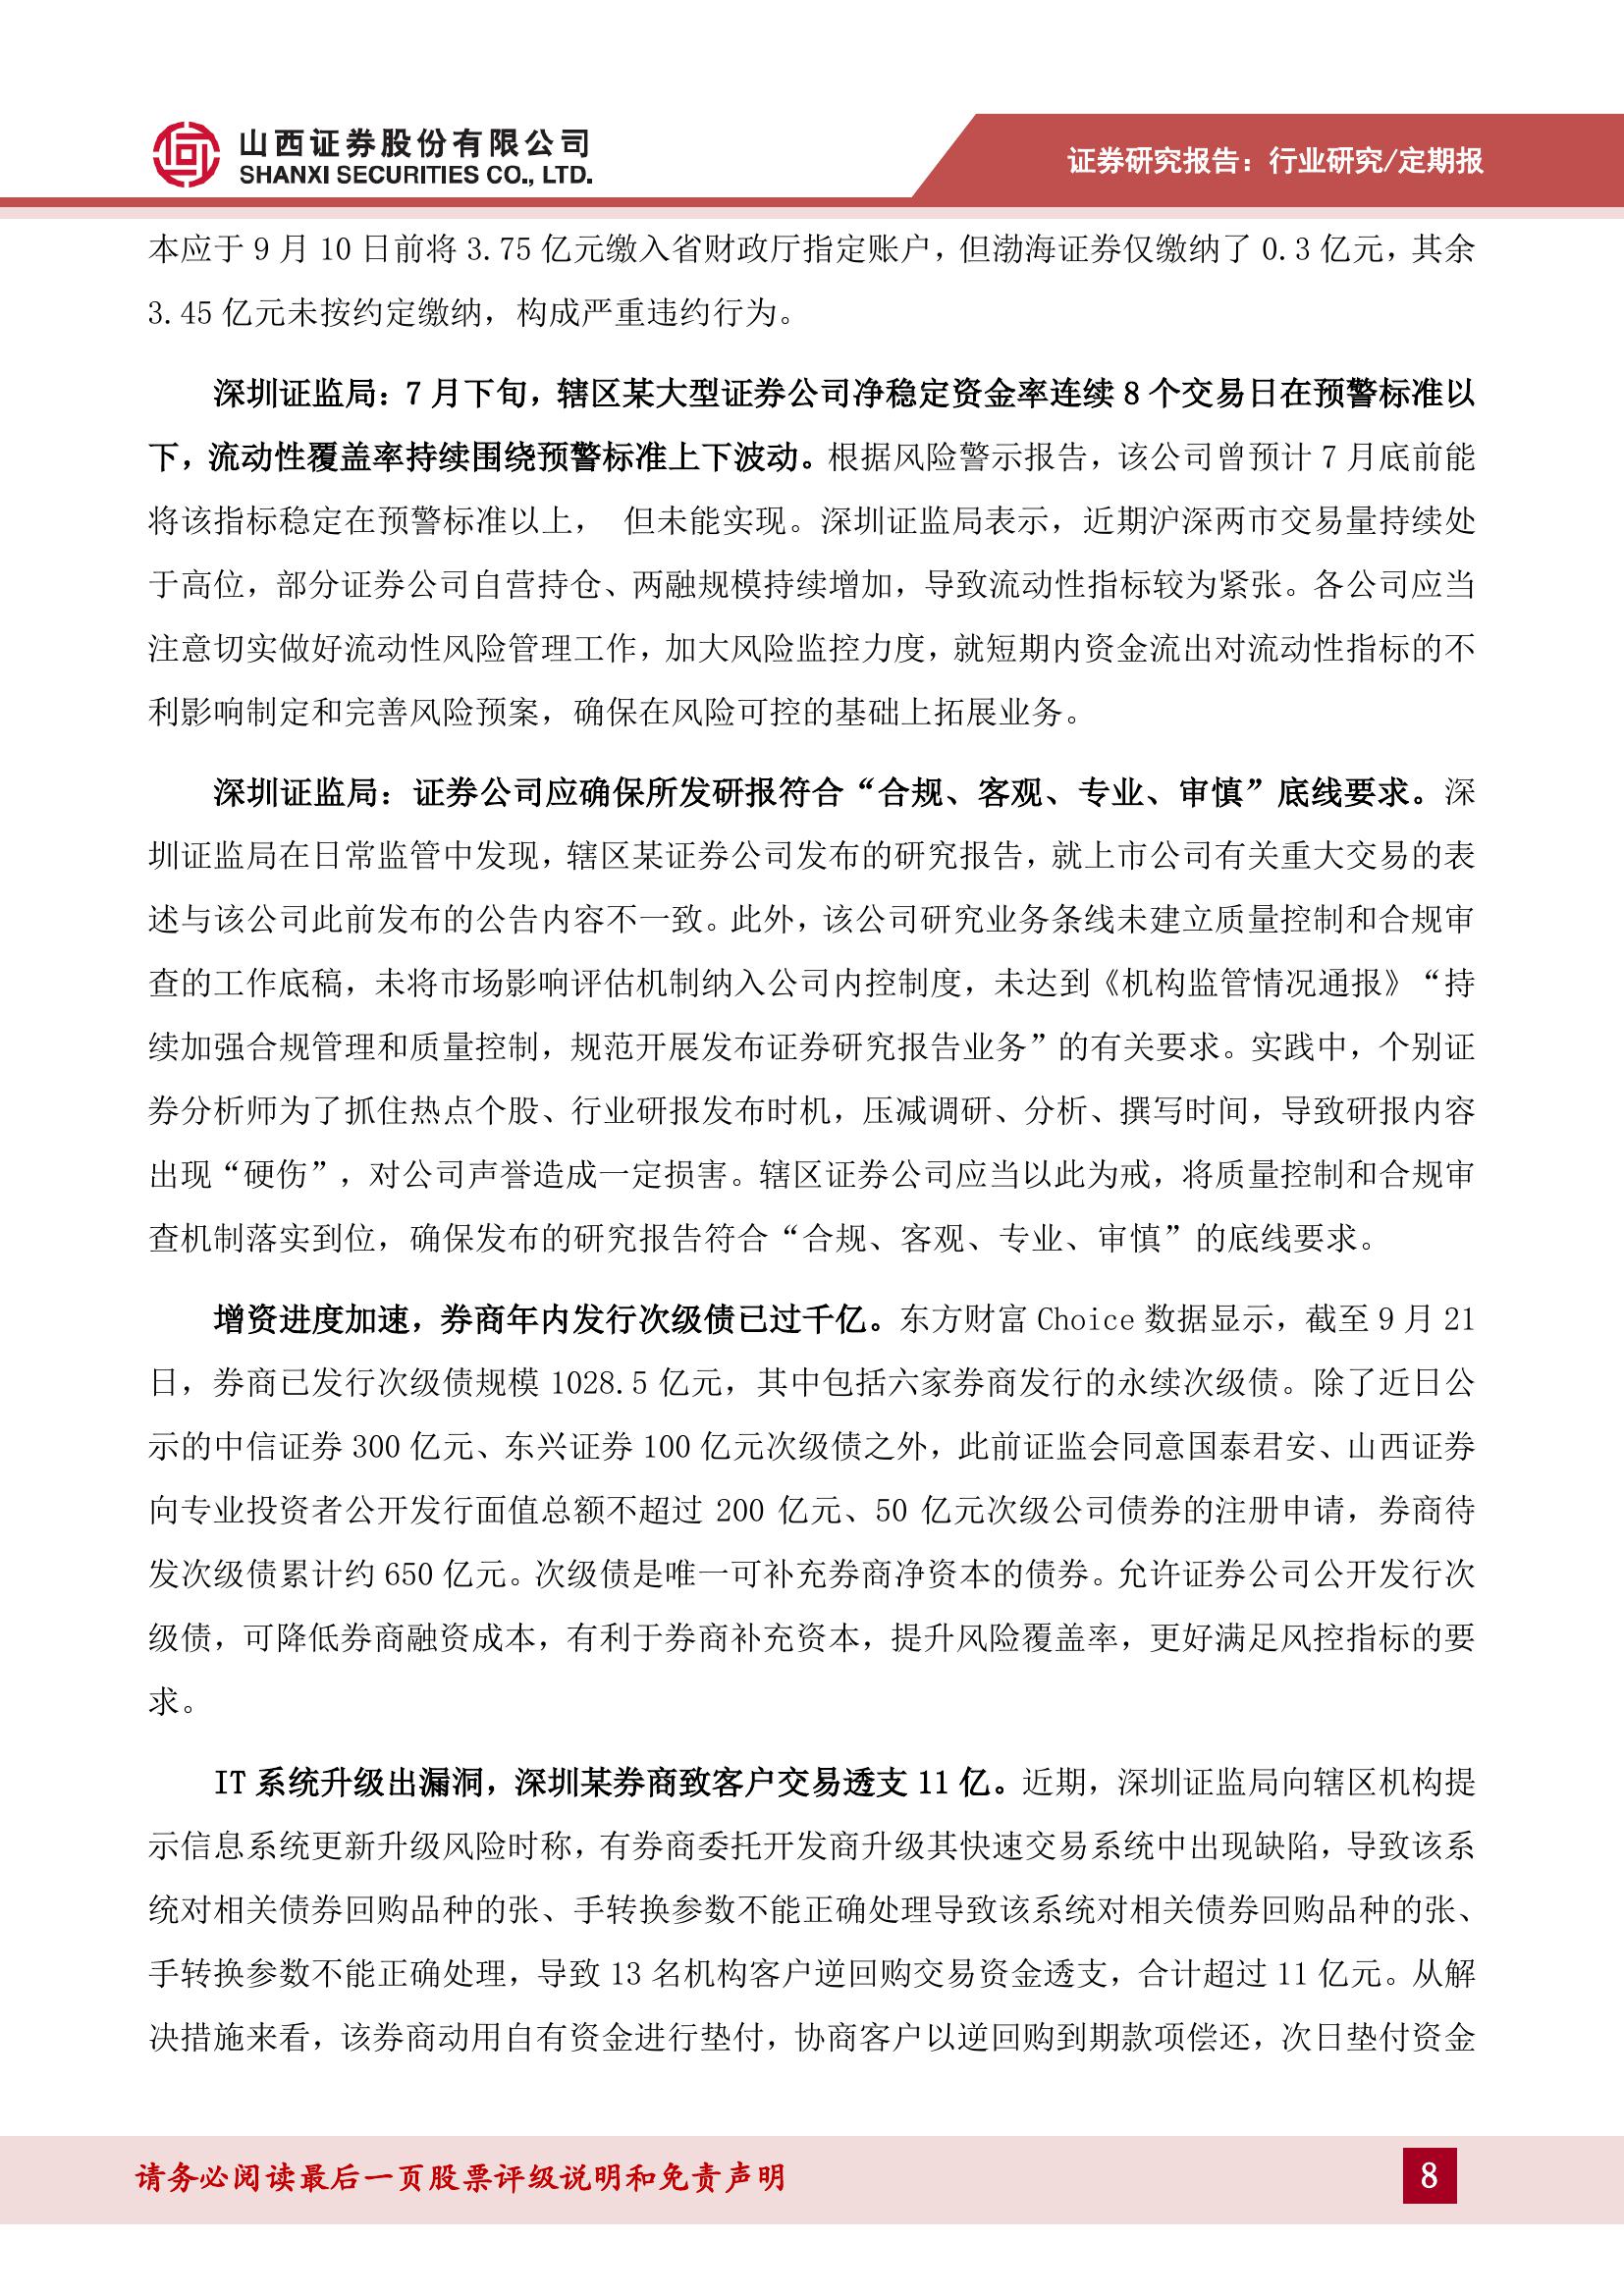 山西证券股份有限公司
SHANXI SECURITIES CO., LTD.
证券研究报告：行业研究/定期报
本应于 9 月 10 日前将 3.75 亿元缴入省财政厅指定账户，但渤海证券仅缴纳了 0.3 亿元，其余
3.45 亿元未按约定缴纳，构成严重违约行为。
深圳证监局：7 月下旬，辖区某大型证券公司净稳定资金率连续 8 个交易日在预警标准以
下，流动性覆盖率持续围绕预警标准上下波动。根据风险警示报告，该公司曾预计 7 月底前能
将该指标稳定在预警标准以上， 但未能实现。深圳证监局表示，近期沪深两市交易量持续处
于高位，部分证券公司自营持仓、两融规模持续增加，导致流动性指标较为紧张。各公司应当
注意切实做好流动性风险管理工作，加大风险监控力度，就短期内资金流出对流动性指标的不
利影响制定和完善风险预案，确保在风险可控的基础上拓展业务。
深圳证监局：证券公司应确保所发研报符合“合规、客观、专业、审慎”底线要求。深
圳证监局在日常监管中发现，辖区某证券公司发布的研究报告，就上市公司有关重大交易的表
述与该公司此前发布的公告内容不一致。此外，该公司研究业务条线未建立质量控制和合规审
查的工作底稿，未将市场影响评估机制纳入公司内控制度，未达到《机构监管情况通报》“持
续加强合规管理和质量控制，规范开展发布证券研究报告业务”的有关要求。实践中，个别证
券分析师为了抓住热点个股、行业研报发布时机，压减调研、分析、撰写时间，导致研报内容
出现“硬伤”，对公司声誉造成一定损害。辖区证券公司应当以此为戒，将质量控制和合规审
查机制落实到位，确保发布的研究报告符合“合规、客观、专业、审慎”的底线要求。
增资进度加速，券商年内发行次级债已过千亿。东方财富 Choice 数据显示，截至 9 月 21
日，券商已发行次级债规模 1028.5 亿元，其中包括六家券商发行的永续次级债。除了近日公
示的中信证券 300 亿元、东兴证券 100 亿元次级债之外，此前证监会同意国泰君安、山西证券
向专业投资者公开发行面值总额不超过 200 亿元、50 亿元次级公司债券的注册申请，券商待
发次级债累计约 650 亿元。次级债是唯一可补充券商净资本的债券。允许证券公司公开发行次
级债，可降低券商融资成本，有利于券商补充资本，提升风险覆盖率，更好满足风控指标的要
求。
IT 系统升级出漏洞，深圳某券商致客户交易透支 11 亿。近期，深圳证监局向辖区机构提
示信息系统更新升级风险时称，有券商委托开发商升级其快速交易系统中出现缺陷，导致该系
统对相关债券回购品种的张、手转换参数不能正确处理导致该系统对相关债券回购品种的张、
手转换参数不能正确处理，导致 13 名机构客户逆回购交易资金透支，合计超过 11 亿元。从解
决措施来看，该券商动用自有资金进行垫付，协商客户以逆回购到期款项偿还，次日垫付资金
请务必阅读最后一页股票评级说明和免责声明
8